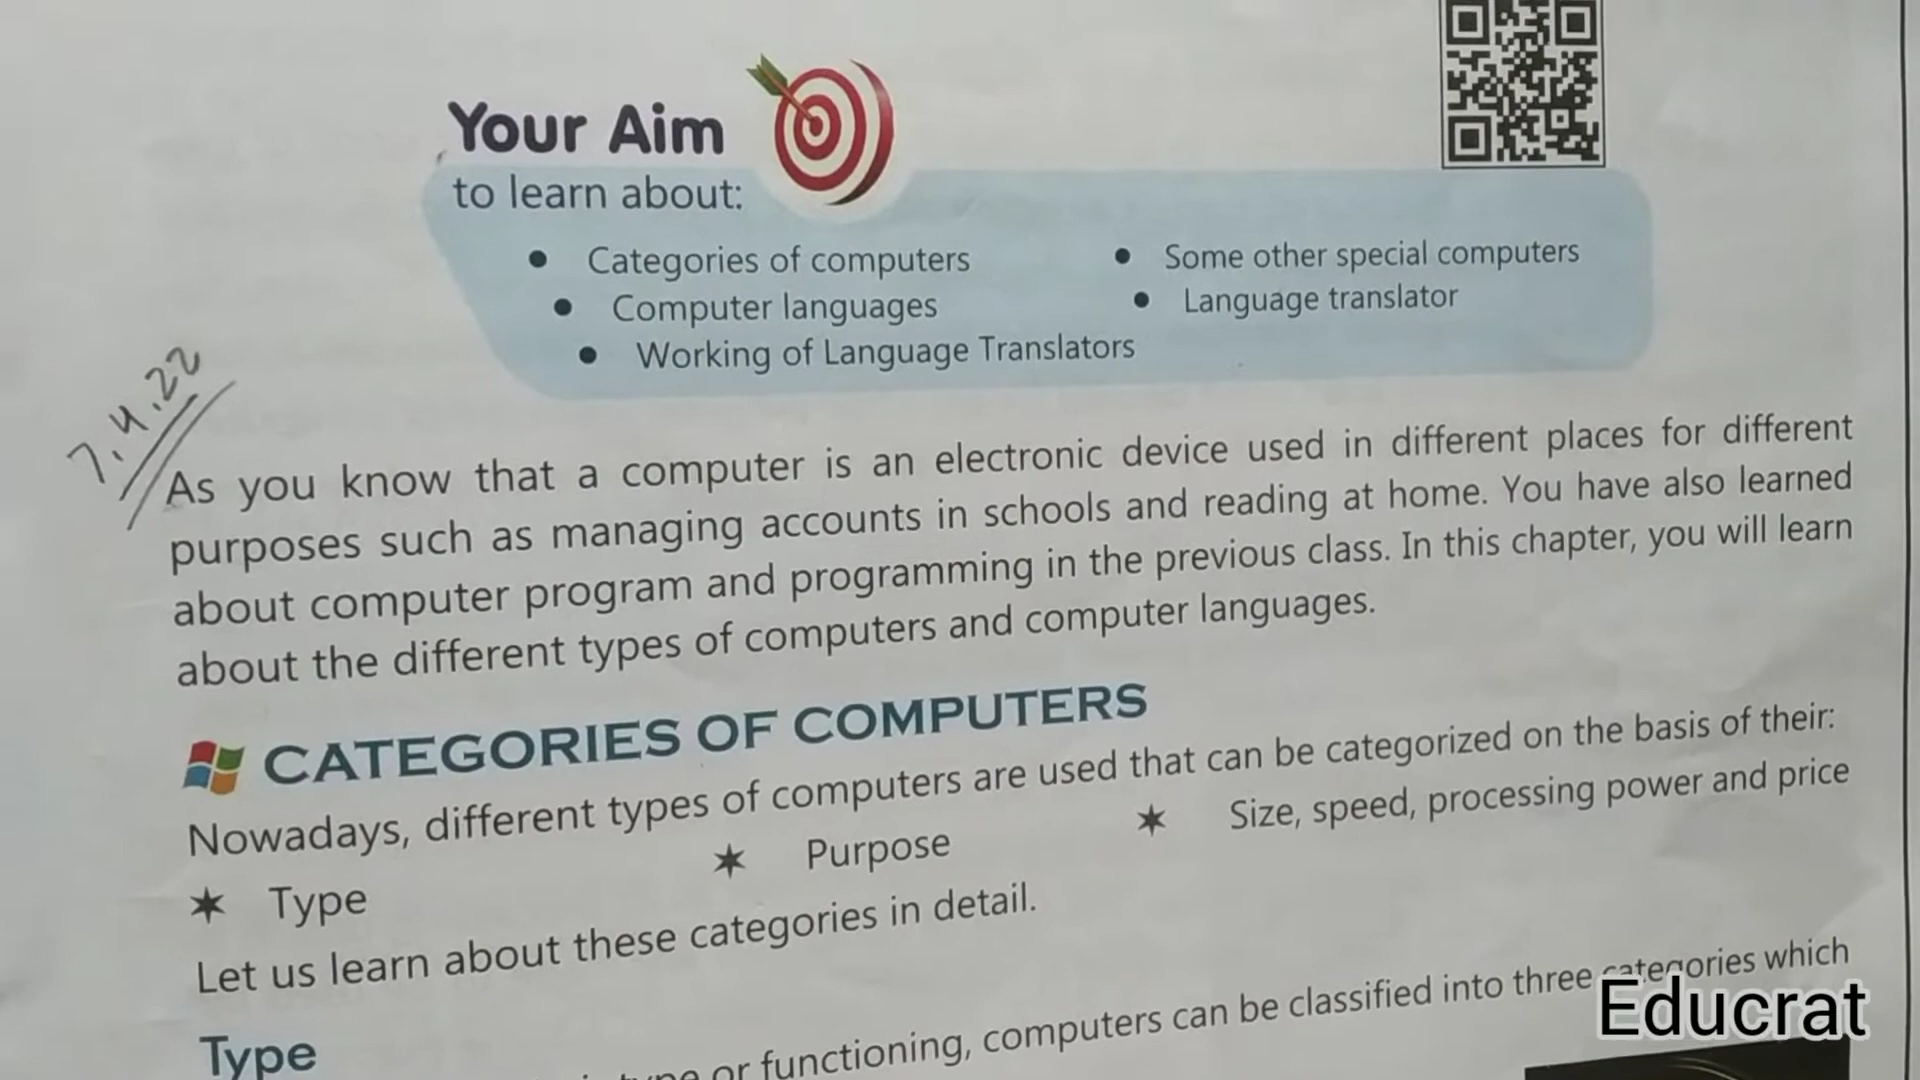 Your Aim
to learn about:
• Categories of computers
• Some other special computers
• Computer languages
• Language translator
• Working of Language Translators
7.4.22
As you know that a computer is an electronic device used in different places for different
purposes such as managing accounts in schools and reading at home. You have also learned
about computer program and programming in the previous class. In this chapter, you will learn
about the different types of computers and computer languages.
CATEGORIES OF COMPUTERS
Nowadays, different types of computers are used that can be categorized on the basis of their:
✶ Type ✶ Purpose ✶ Size, speed, processing power and price
Let us learn about these categories in detail.
Type
type or functioning, computers can be classified into three categories which
Educrat